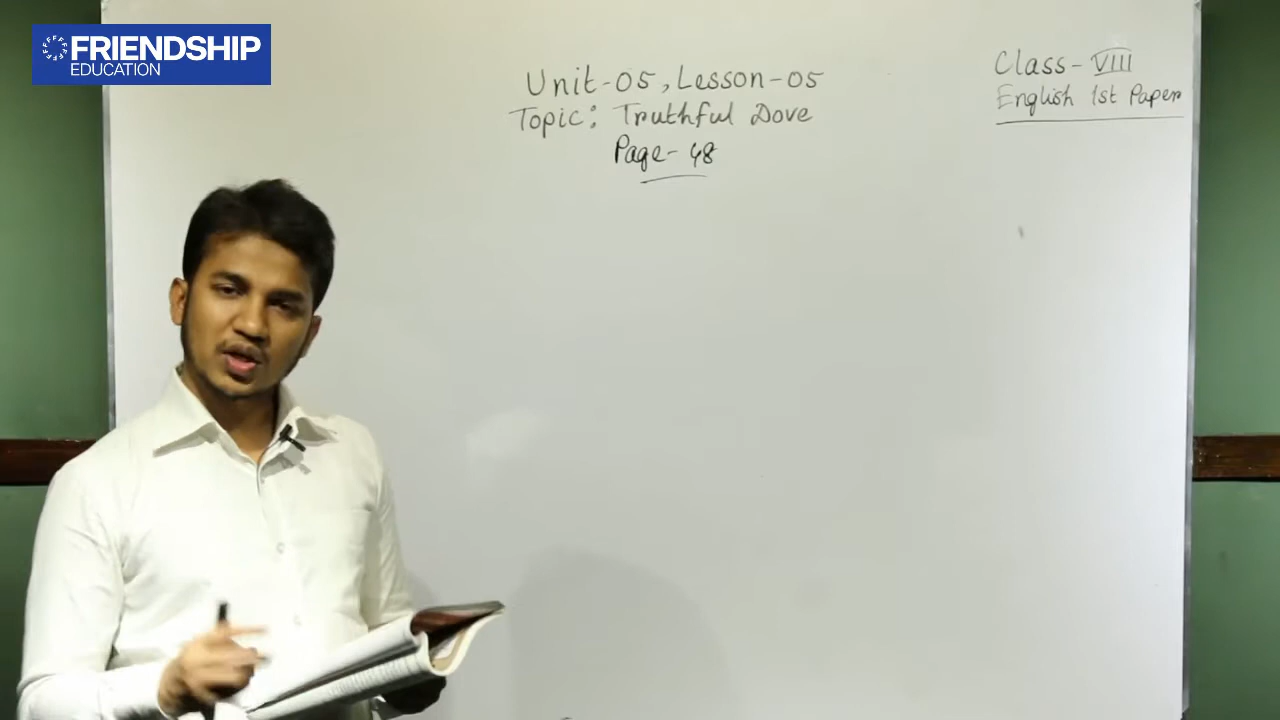 FRIENDSHIP
EDUCATION
Unit-05, Lesson-05
Topic: Truthful Dove
Page-48
Class-VIII
English 1st Paper